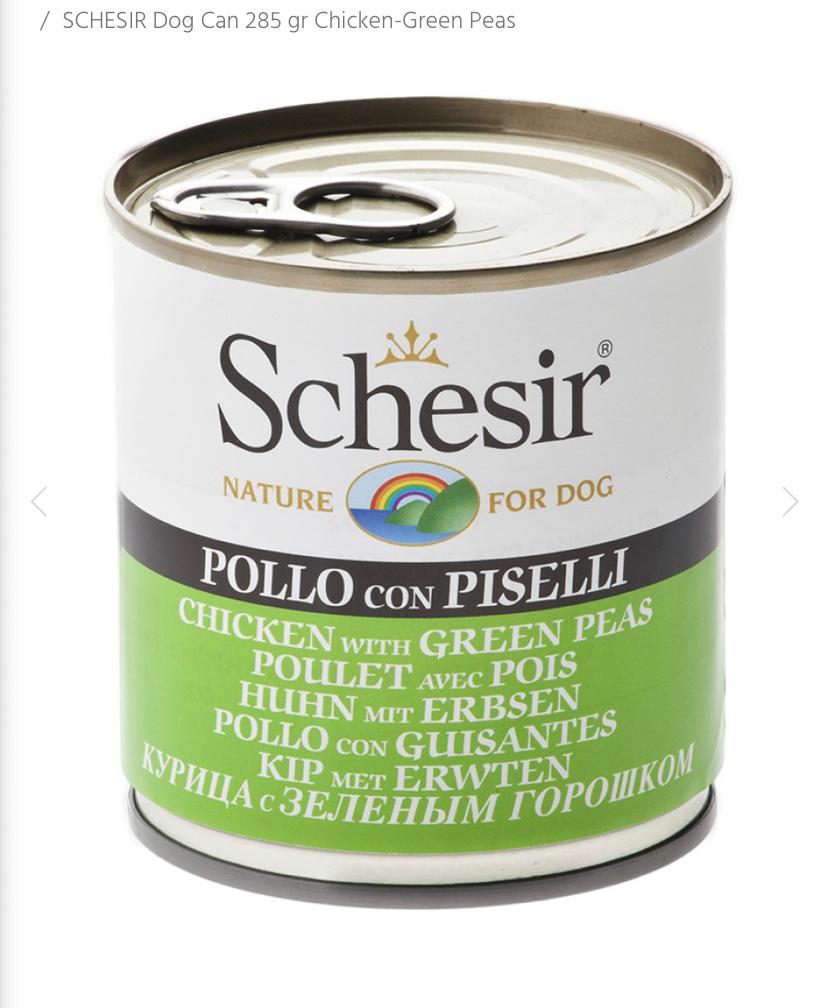 / SCHESIR Dog Can 285 gr Chicken-Green Peas
Schesir®
NATURE FOR DOG
POLLO CON PISELLI
CHICKEN WITH GREEN PEAS
POULET AVEC POIS
HUHN MIT ERBSEN
POLLO CON GUISANTES
KIP MET ERWTEN
КУРИЦА с ЗЕЛЕНЫМ ГОРОШКОМ